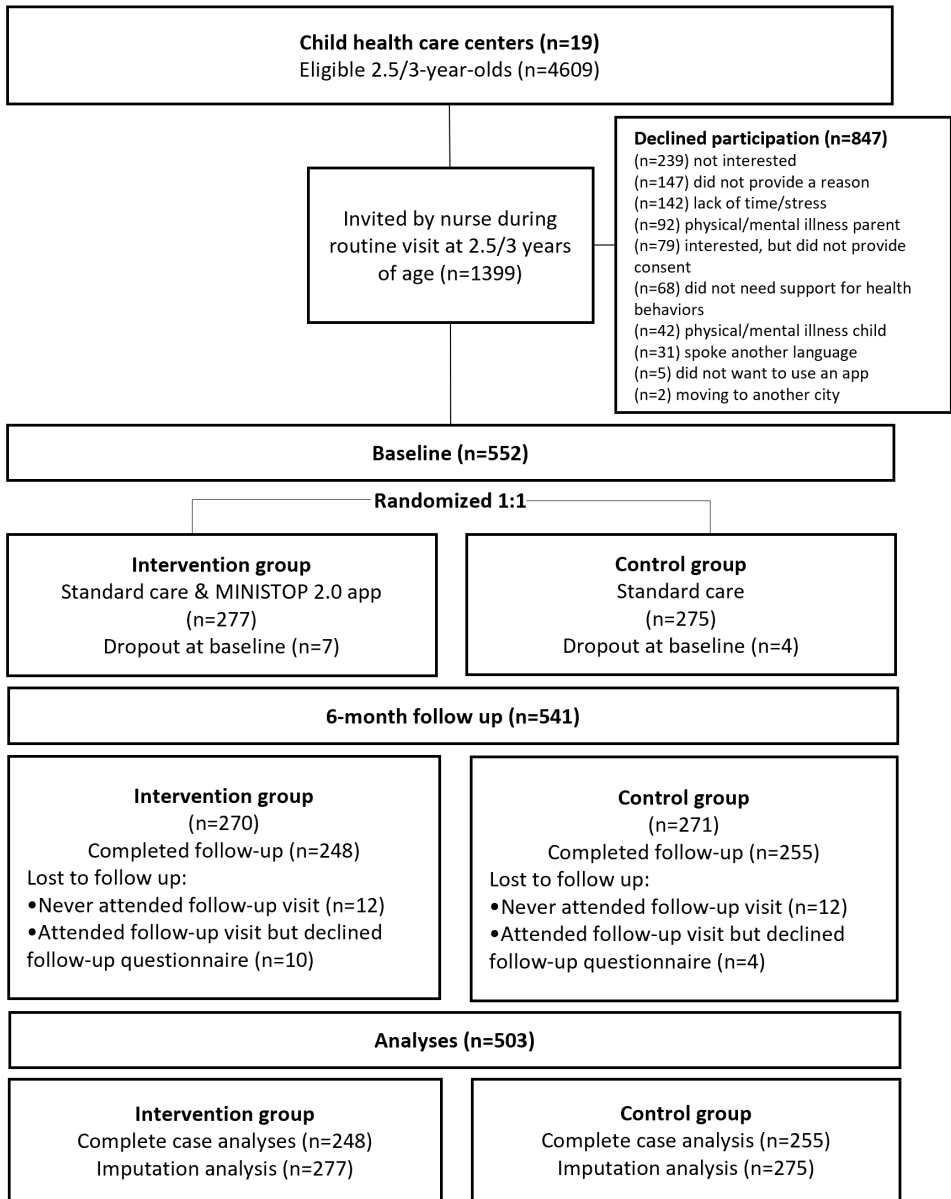 Child health care centers (n=19)
Eligible 2.5/3-year-olds (n=4609)
Declined participation (n=847)
(n=239) not interested
(n=147) did not provide a reason
(n=142) lack of time/stress
(n=92) physical/mental illness parent
(n=79) interested, but did not provide
consent
(n=68) did not need support for health
behaviors
(n=42) physical/mental illness child
(n=31) spoke another language
(n=5) did not want to use an app
(n=2) moving to another city
Invited by nurse during
routine visit at 2.5/3 years
of age (n=1399)
Baseline (n=552)
Randomized 1:1
Intervention group
Standard care & MINISTOP 2.0 app
(n=277)
Dropout at baseline (n=7)
Control group
Standard care
(n=275)
Dropout at baseline (n=4)
6-month follow up (n=541)
Intervention group
(n=270)
Completed follow-up (n=248)
Lost to follow up:
•Never attended follow-up visit (n=12)
•Attended follow-up visit but declined
follow-up questionnaire (n=10)
Control group
(n=271)
Completed follow-up (n=255)
Lost to follow up:
•Never attended follow-up visit (n=12)
•Attended follow-up visit but declined
follow-up questionnaire (n=4)
Analyses (n=503)
Intervention group
Complete case analyses (n=248)
Imputation analysis (n=277)
Control group
Complete case analysis (n=255)
Imputation analysis (n=275)